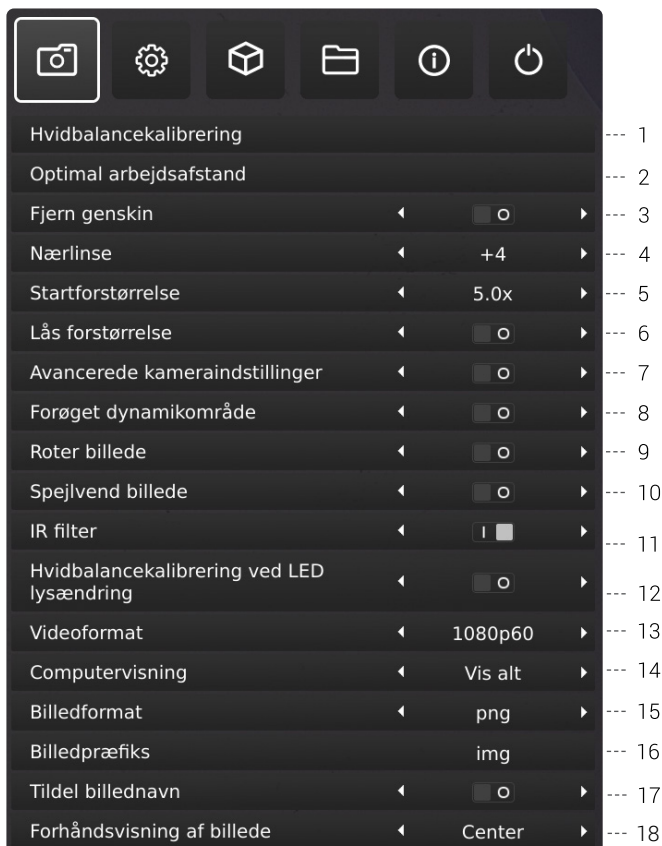 Hvidbalancekalibrering --- 1
Optimal arbejdsafstand --- 2
Fjern genskin --- 3
Nærlinse +4 --- 4
Startforstørrelse 5.0x --- 5
Lås forstørrelse --- 6
Avancerede kameraindstillinger --- 7
Forøget dynamikområde --- 8
Roter billede --- 9
Spejlvend billede --- 10
IR filter --- 11
Hvidbalancekalibrering ved LED
lysændring --- 12
Videoformat 1080p60 --- 13
Computervisning Vis alt --- 14
Billedformat png --- 15
Billedpræfiks img --- 16
Tildel billednavn --- 17
Forhåndsvisning af billede Center --- 18